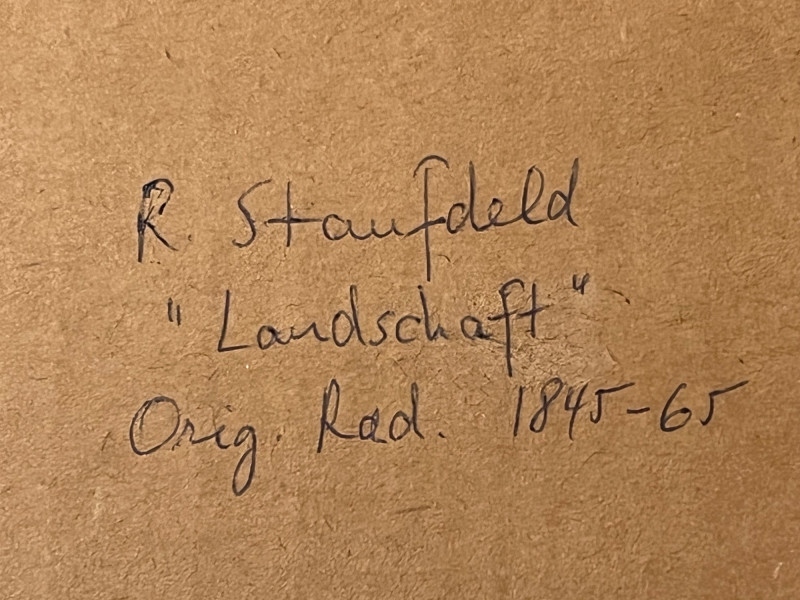 R. Staufdeld
"Landschaft"
Orig. Rad. 1845-65